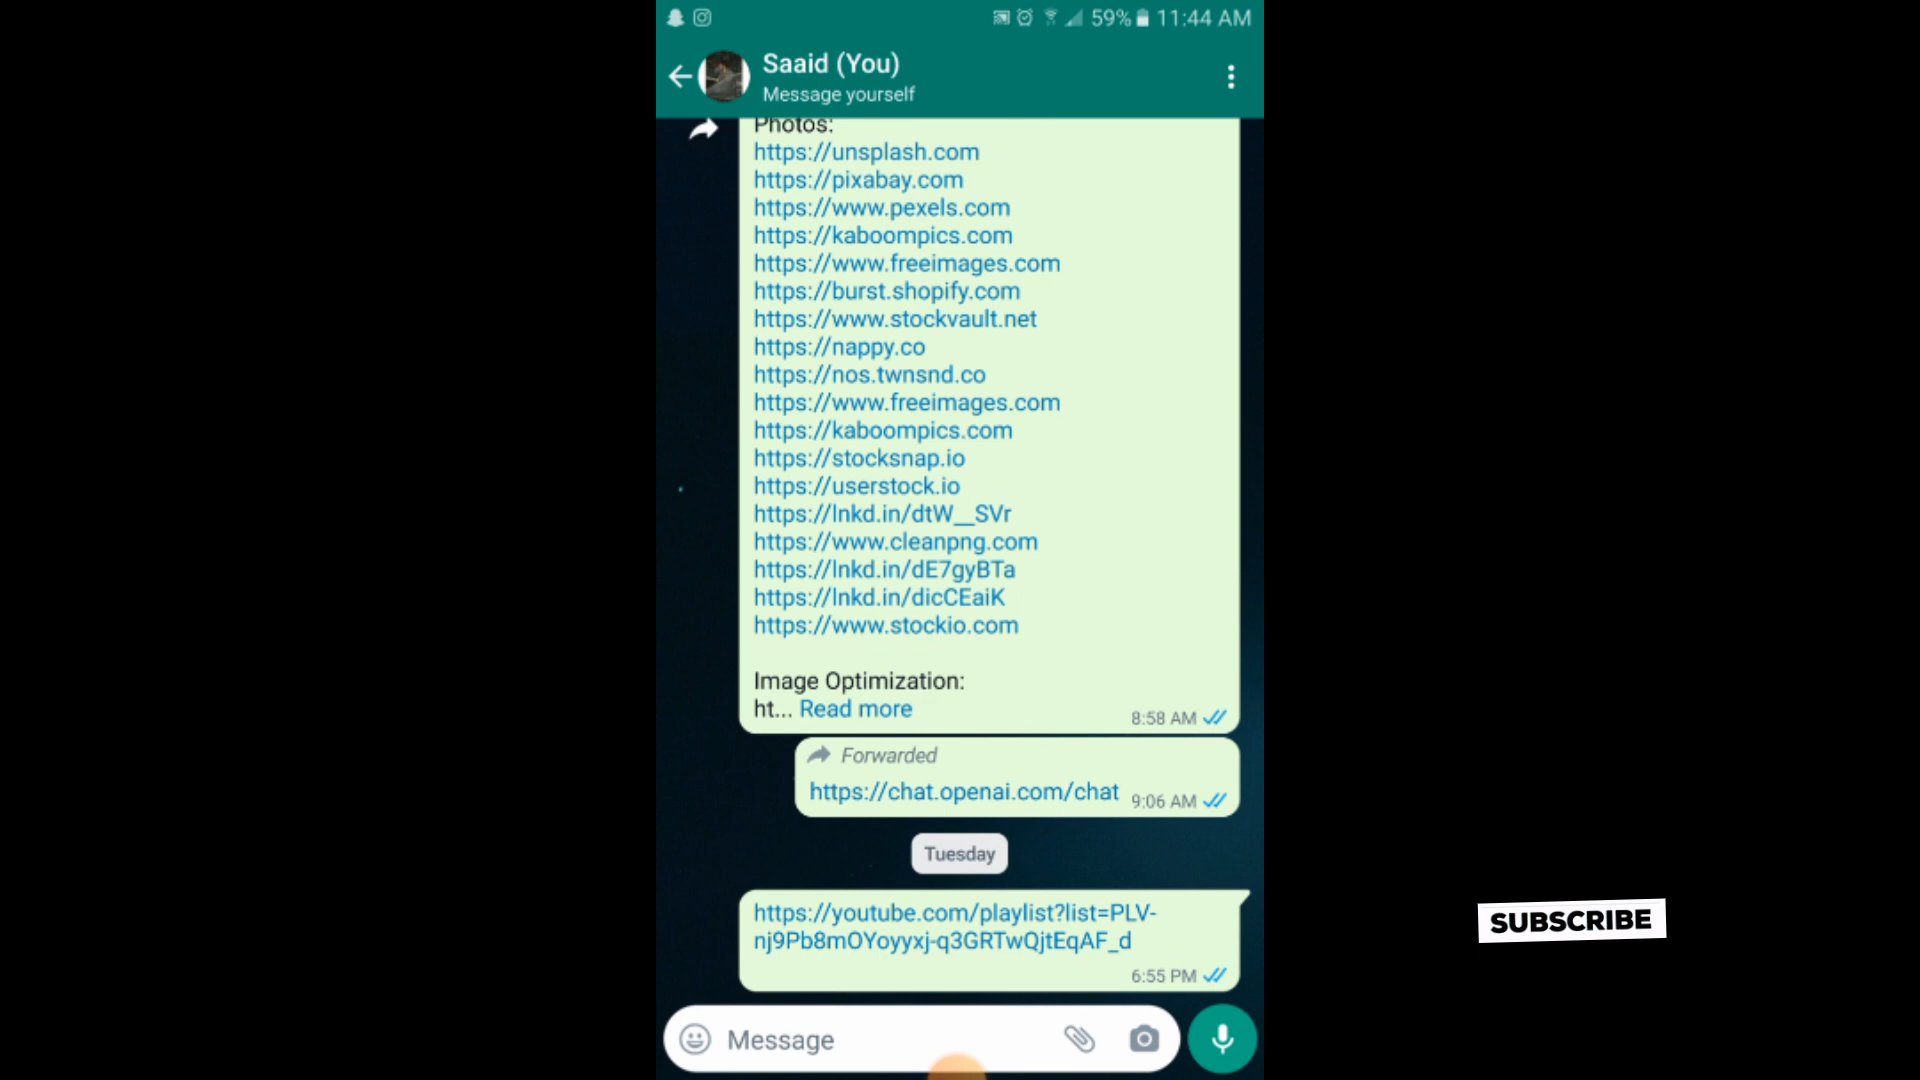 59% 11:44 AM
Saaid (You)
Message yourself
Photos:
https://unsplash.com
https://pixabay.com
https://www.pexels.com
https://kaboompics.com
https://www.freeimages.com
https://burst.shopify.com
https://www.stockvault.net
https://nappy.co
https://nos.twnsnd.co
https://www.freeimages.com
https://kaboompics.com
https://stocksnap.io
https://userstock.io
https://lnkd.in/dtW__SVr
https://www.cleanpng.com
https://lnkd.in/dE7gyBTa
https://lnkd.in/dicCEaiK
https://www.stockio.com
Image Optimization:
ht... Read more
8:58 AM
Forwarded
https://chat.openai.com/chat 9:06 AM
Tuesday
https://youtube.com/playlist?list=PLV-
nj9Pb8mOYoyyxj-q3GRTwQjtEqAF_d
6:55 PM
Message
SUBSCRIBE